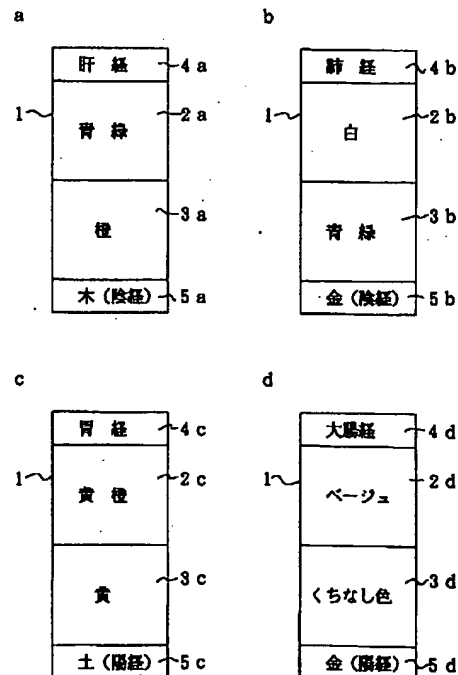 a
肝 経 4a
1 青 緑 2a
橙 3a
木（陰経） 5a
b
肺 経 4b
1 白 2b
青 緑 3b
金（陰経） 5b
c
胃 経 4c
1 黄 橙 2c
黄 3c
土（陽経） 5c
d
大腸経 4d
1 ベージュ 2d
くちなし色 3d
金（陽経） 5d